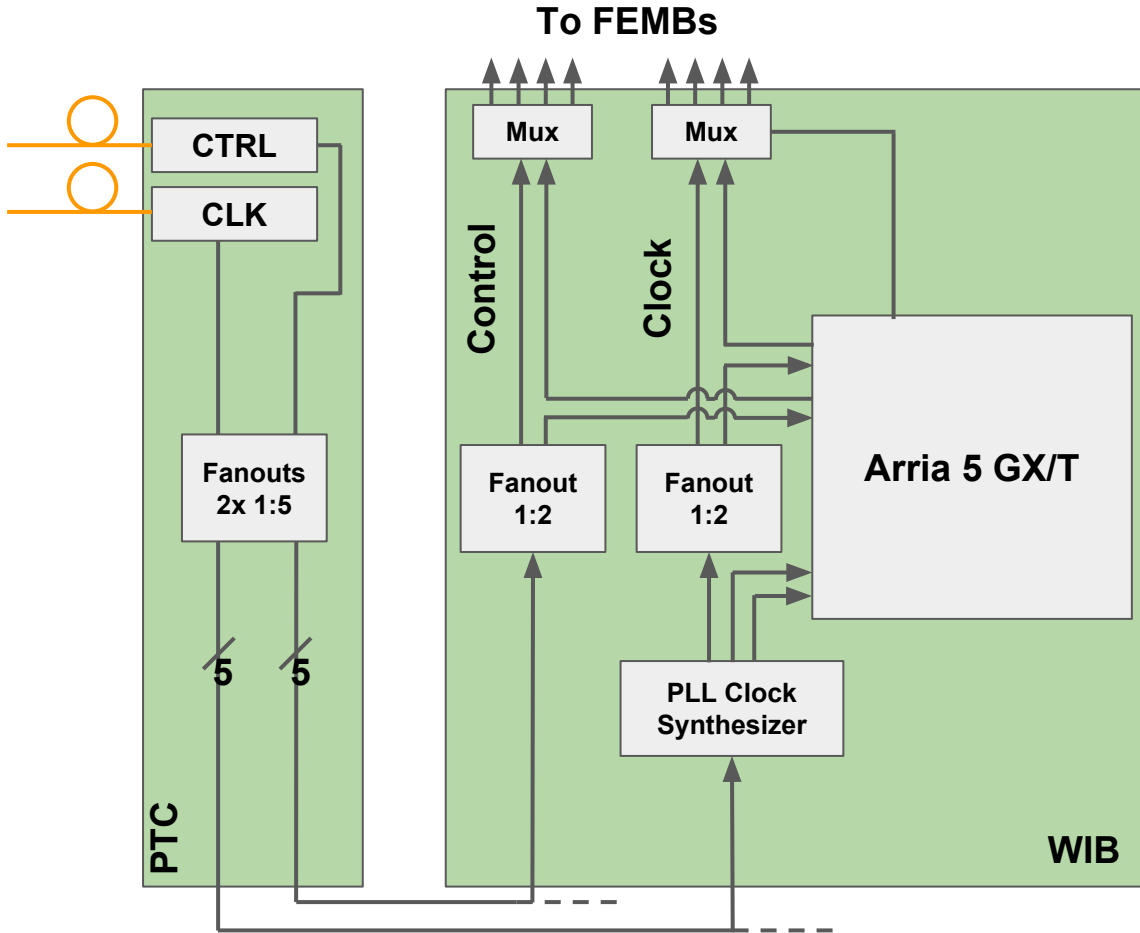 To FEMBs
CTRL
CLK
Fanouts
2x 1:5
5
5
PTC
Mux
Mux
Control
Clock
Fanout
1:2
Fanout
1:2
Arria 5 GX/T
PLL Clock
Synthesizer
WIB